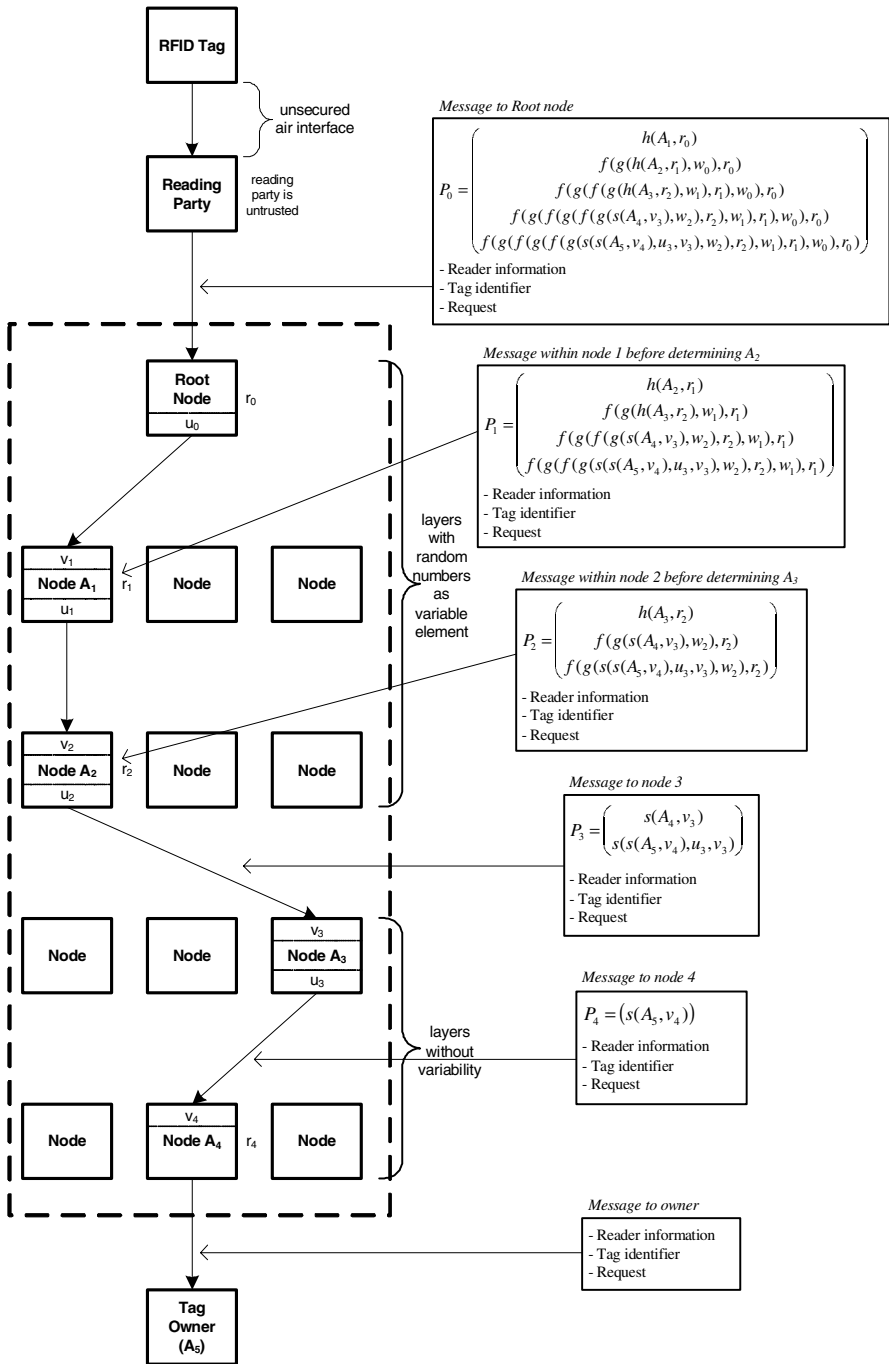 RFID Tag
unsecured
air interface
Reading
Party
reading
party is
untrusted
Message to Root node
P₀ =
h(A₁,r₀)
f(g(h(A₂,r₁),w₀),r₀)
f(g(f(g(h(A₃,r₂),w₁),r₁),w₀),r₀)
f(g(f(g(f(g(s(A₄,v₃),w₂),r₂),w₁),r₁),w₀),r₀)
f(g(f(g(f(g(s(s(A₅,v₄),u₃,v₃),w₂),r₂),w₁),r₁),w₀),r₀)
- Reader information
- Tag identifier
- Request
Root
Node
u₀
r₀
Message within node 1 before determining A₂
P₁ =
h(A₂,r₁)
f(g(h(A₃,r₂),w₁),r₁)
f(g(f(g(s(A₄,v₃),w₂),r₂),w₁),r₁)
f(g(f(g(s(s(A₅,v₄),u₃,v₃),w₂),r₂),w₁),r₁)
- Reader information
- Tag identifier
- Request
layers
with
random
numbers
as
variable
element
v₁
Node A₁
u₁
r₁
Node
Node
Message within node 2 before determining A₃
P₂ =
h(A₃,r₂)
f(g(s(A₄,v₃),w₂),r₂)
f(g(s(s(A₅,v₄),u₃,v₃),w₂),r₂)
- Reader information
- Tag identifier
- Request
v₂
Node A₂
u₂
r₂
Node
Node
Message to node 3
P₃ =
s(A₄,v₃)
s(s(A₅,v₄),u₃,v₃)
- Reader information
- Tag identifier
- Request
Node
Node
v₃
Node A₃
u₃
Message to node 4
P₄ = (s(A₅,v₄))
- Reader information
- Tag identifier
- Request
layers
without
variability
Node
v₄
Node A₄
r₄
Node
Message to owner
- Reader information
- Tag identifier
- Request
Tag
Owner
(A₅)